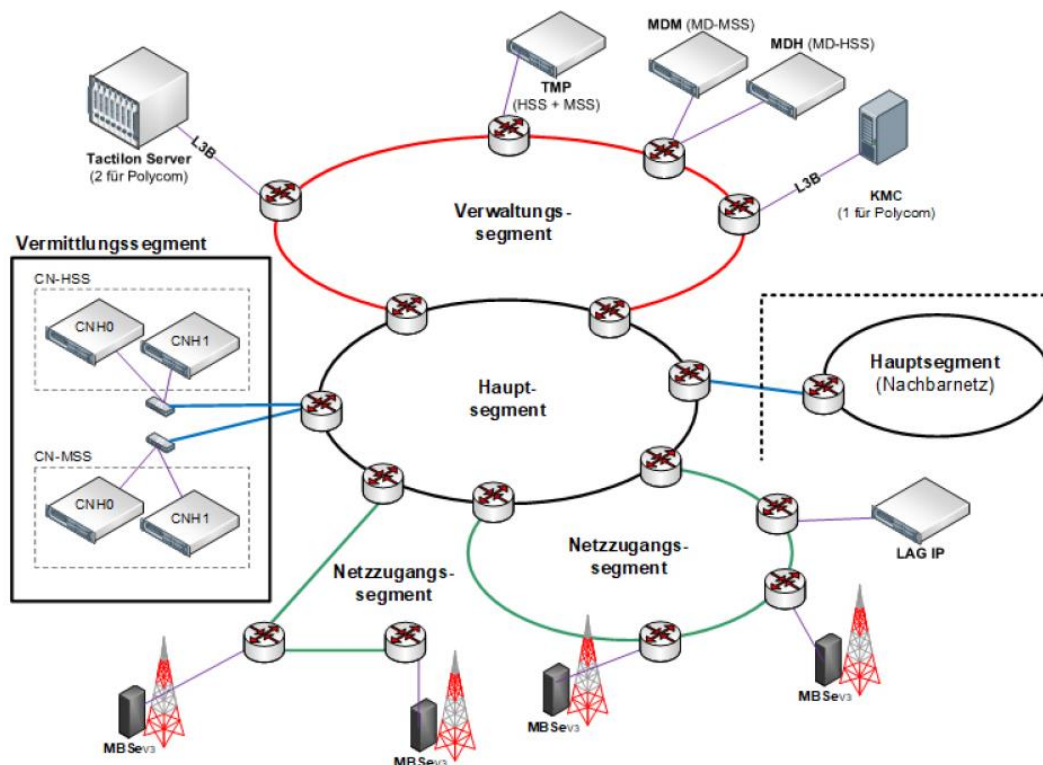 MDM (MD-MSS)
MDH (MD-HSS)
TMP
(HSS + MSS)
L3B
Tactilon Server
(2 für Polycom)
L3B
KMC
(1 für Polycom)
Verwaltungs-
segment
Vermittlungssegment
CN-HSS
CNH0
CNH1
CN-MSS
CNH0
CNH1
Haupt-
segment
Hauptsegment
(Nachbarnetz)
LAG IP
Netzzugangs-
segment
Netzzugangs-
segment
MBSeV3
MBSeV3
MBSeV3
MBSeV3